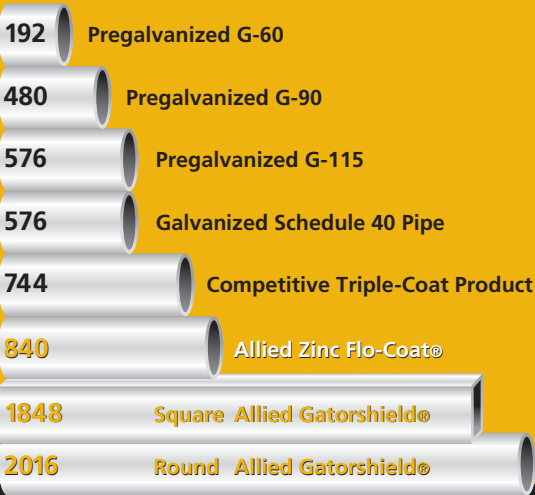 192 Pregalvanized G-60
480 Pregalvanized G-90
576 Pregalvanized G-115
576 Galvanized Schedule 40 Pipe
744 Competitive Triple-Coat Product
840 Allied Zinc Flo-Coat®
1848 Square Allied Gatorshield®
2016 Round Allied Gatorshield®